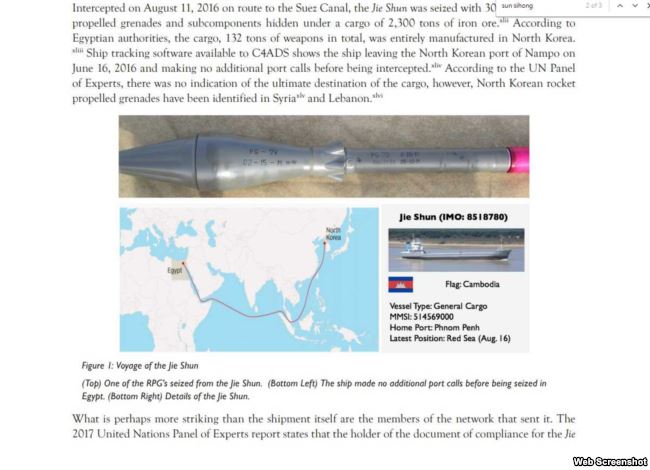 sun sihong
2 of 3
Intercepted on August 11, 2016 on route to the Suez Canal, the Jie Shun was seized with 30
propelled grenades and subcomponents hidden under a cargo of 2,300 tons of iron ore.xlii According to
Egyptian authorities, the cargo, 132 tons of weapons in total, was entirely manufactured in North Korea.
xliii Ship tracking software available to C4ADS shows the ship leaving the North Korean port of Nampo on
June 16, 2016 and making no additional port calls before being intercepted.xliv According to the UN Panel
of Experts, there was no indication of the ultimate destination of the cargo, however, North Korean rocket
propelled grenades have been identified in Syriaxlv and Lebanon.xlvi
PG-7V
02-15-M
North
Korea
Egypt
Jie Shun (IMO: 8518780)
Flag: Cambodia
Vessel Type: General Cargo
MMSI: 514569000
Home Port: Phnom Penh
Latest Position: Red Sea (Aug. 16)
Figure 1: Voyage of the Jie Shun
(Top) One of the RPG's seized from the Jie Shun. (Bottom Left) The ship made no additional port calls before being seized in
Egypt. (Bottom Right) Details of the Jie Shun.
What is perhaps more striking than the shipment itself are the members of the network that sent it. The
2017 United Nations Panel of Experts report states that the holder of the document of compliance for the Jie
Web Screenshot